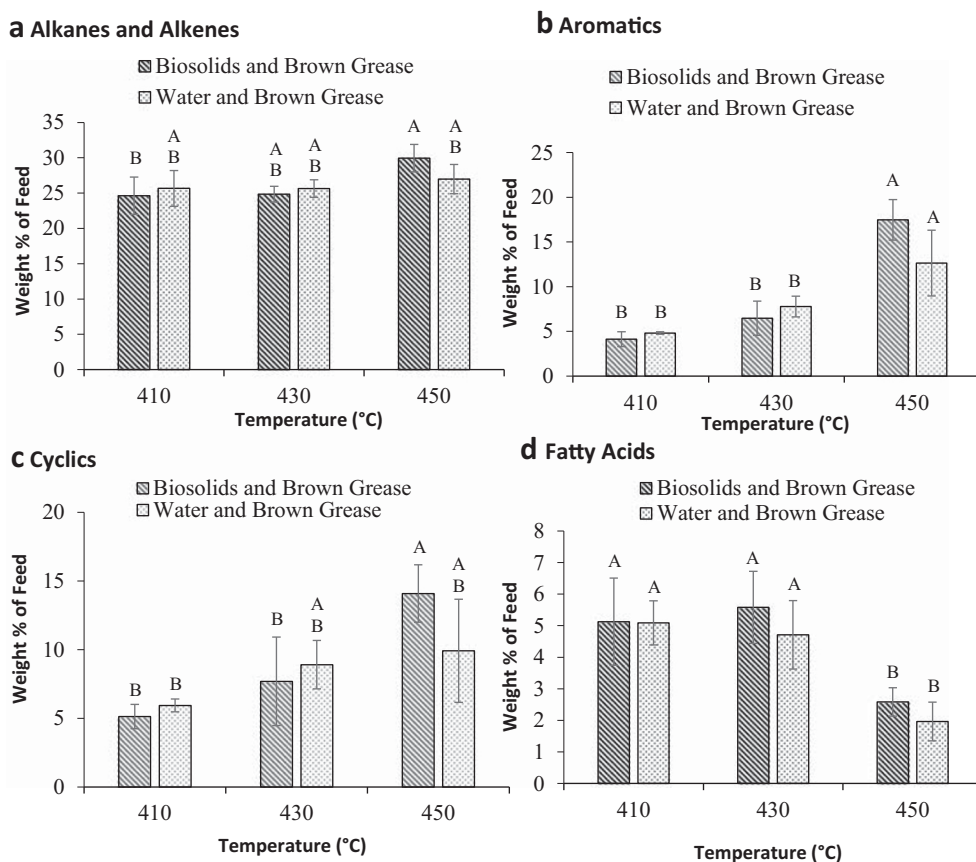 a Alkanes and Alkenes
Biosolids and Brown Grease
Water and Brown Grease
Weight % of Feed
35
30
25
20
15
10
5
0
B
A
B
A
B
A
B
A
A
B
410
430
450
Temperature (°C)
b Aromatics
Biosolids and Brown Grease
Water and Brown Grease
Weight % of Feed
25
20
15
10
5
0
B
B
B
B
A
A
410
430
450
Temperature (°C)
c Cyclics
Biosolids and Brown Grease
Water and Brown Grease
Weight % of Feed
20
15
10
5
0
B
B
B
A
B
A
A
B
410
430
450
Temperature (°C)
d Fatty Acids
Biosolids and Brown Grease
Water and Brown Grease
Weight % of Feed
8
7
6
5
4
3
2
1
0
A
A
A
A
B
B
410
430
450
Temperature (°C)